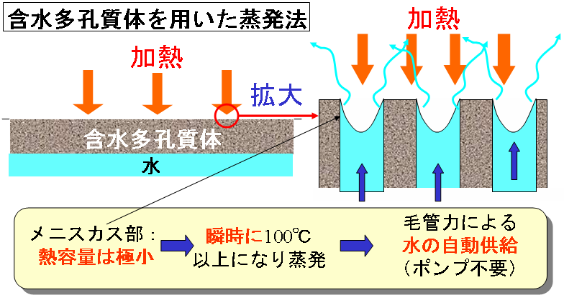 含水多孔質体を用いた蒸発法
加熱
加熱
拡大
含水多孔質体
水
メニスカス部：
熱容量は極小
瞬時に100℃
以上になり蒸発
毛管力による
水の自動供給
（ポンプ不要）